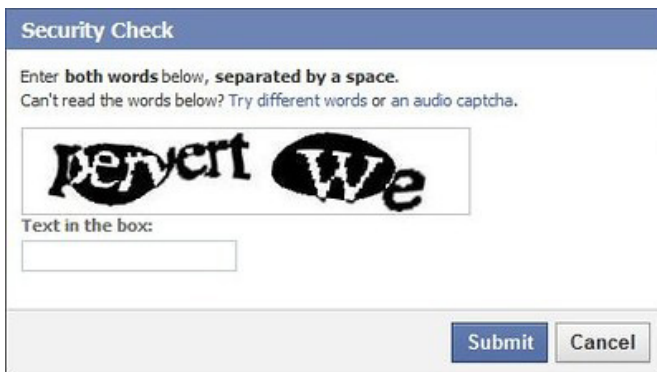 Security Check
Enter both words below, separated by a space.
Can't read the words below? Try different words or an audio captcha.
pervert We
Text in the box:
Submit Cancel